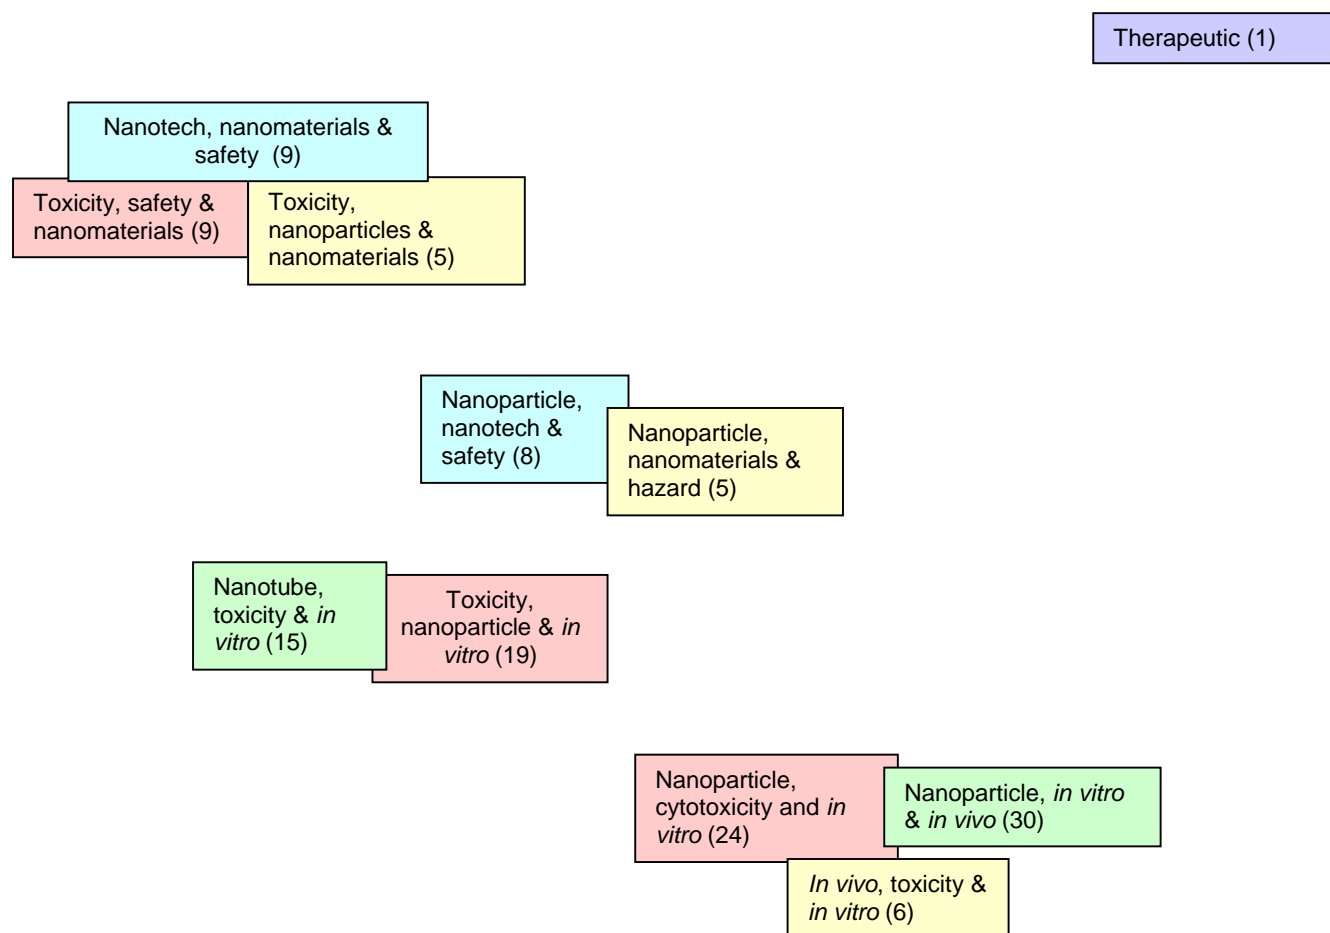 Therapeutic (1)
Nanotech, nanomaterials &
safety (9)
Toxicity, safety &
nanomaterials (9)
Toxicity,
nanoparticles &
nanomaterials (5)
Nanoparticle,
nanotech &
safety (8)
Nanoparticle,
nanomaterials &
hazard (5)
Nanotube,
toxicity & in
vitro (15)
Toxicity,
nanoparticle & in
vitro (19)
Nanoparticle,
cytotoxicity and in
vitro (24)
Nanoparticle, in vitro
& in vivo (30)
In vivo, toxicity &
in vitro (6)